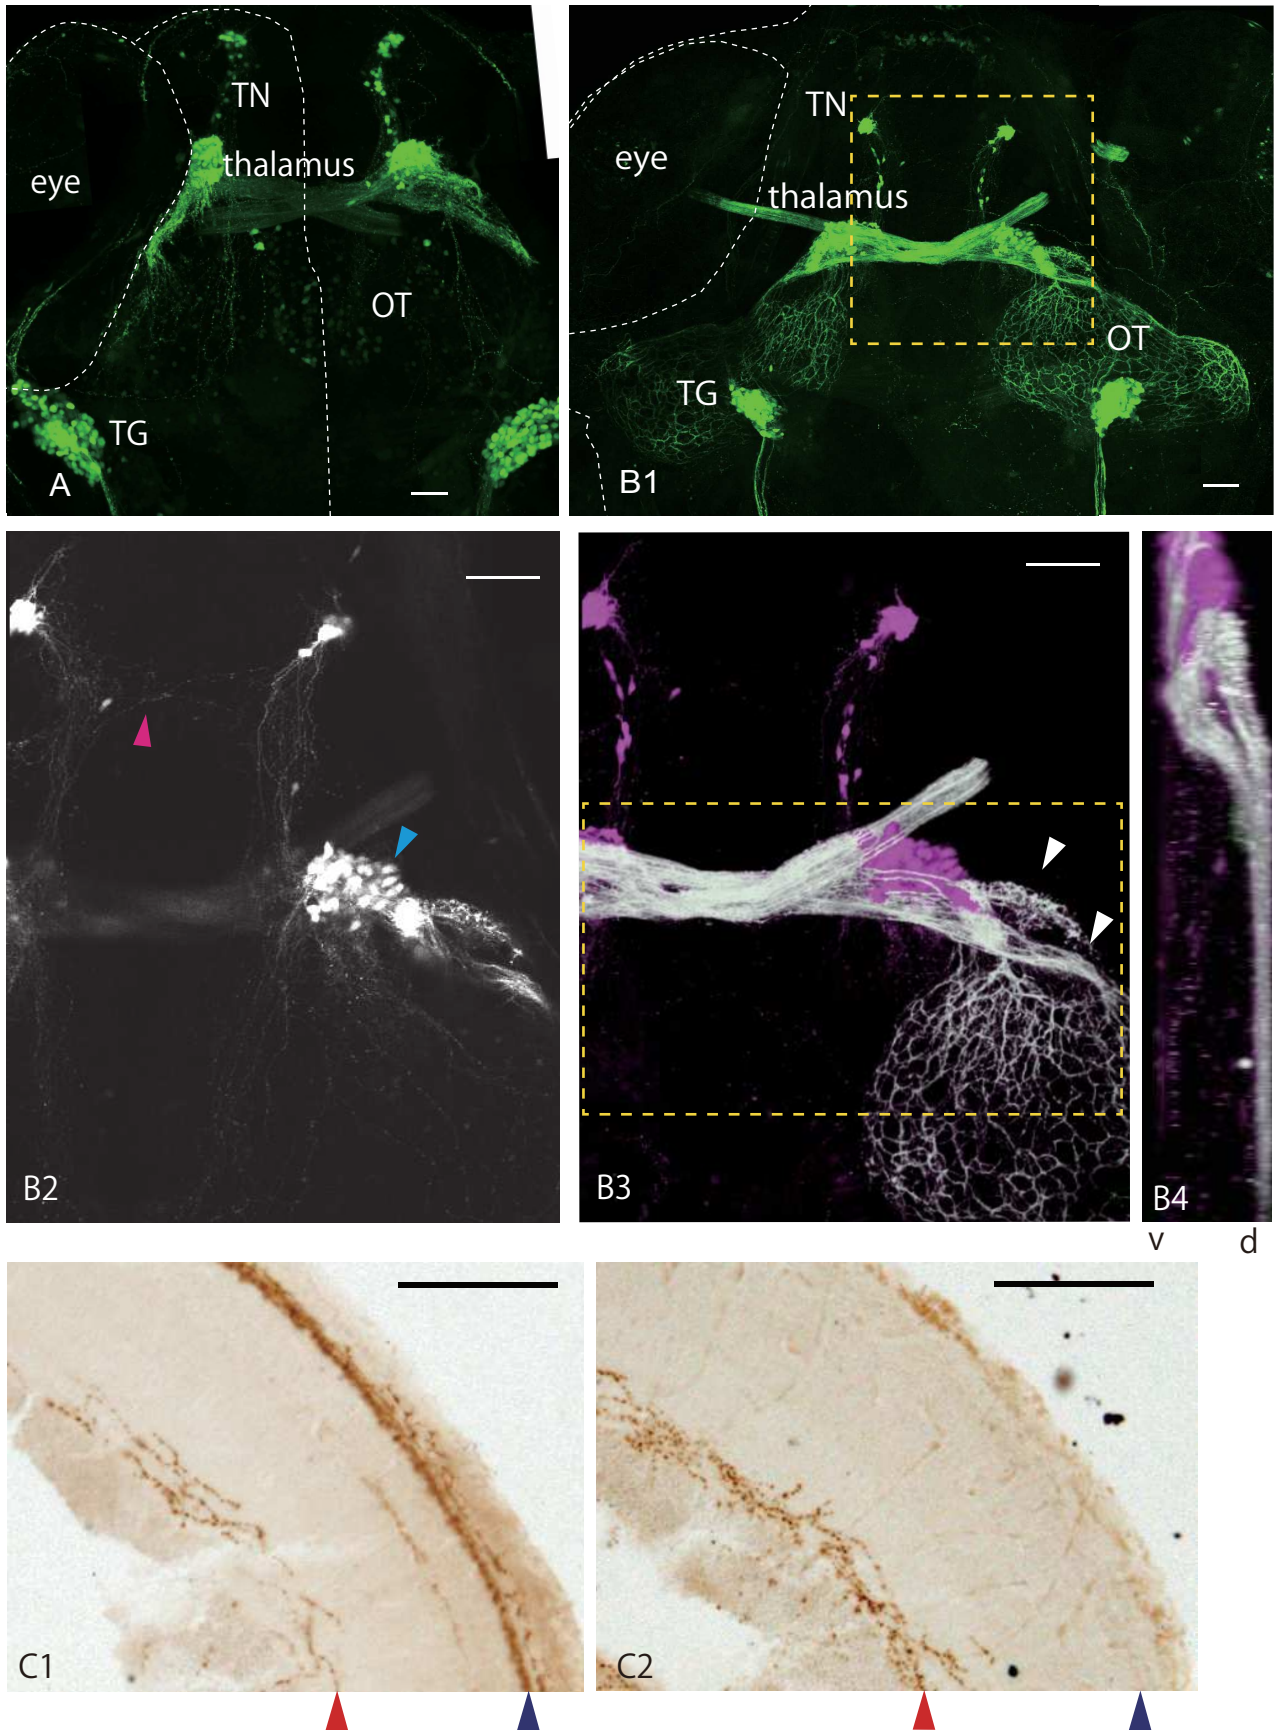 TN
thalamus
eye
OT
TG
A
TN
eye
thalamus
OT
TG
B1
B2
B3
B4
v d
C1
C2